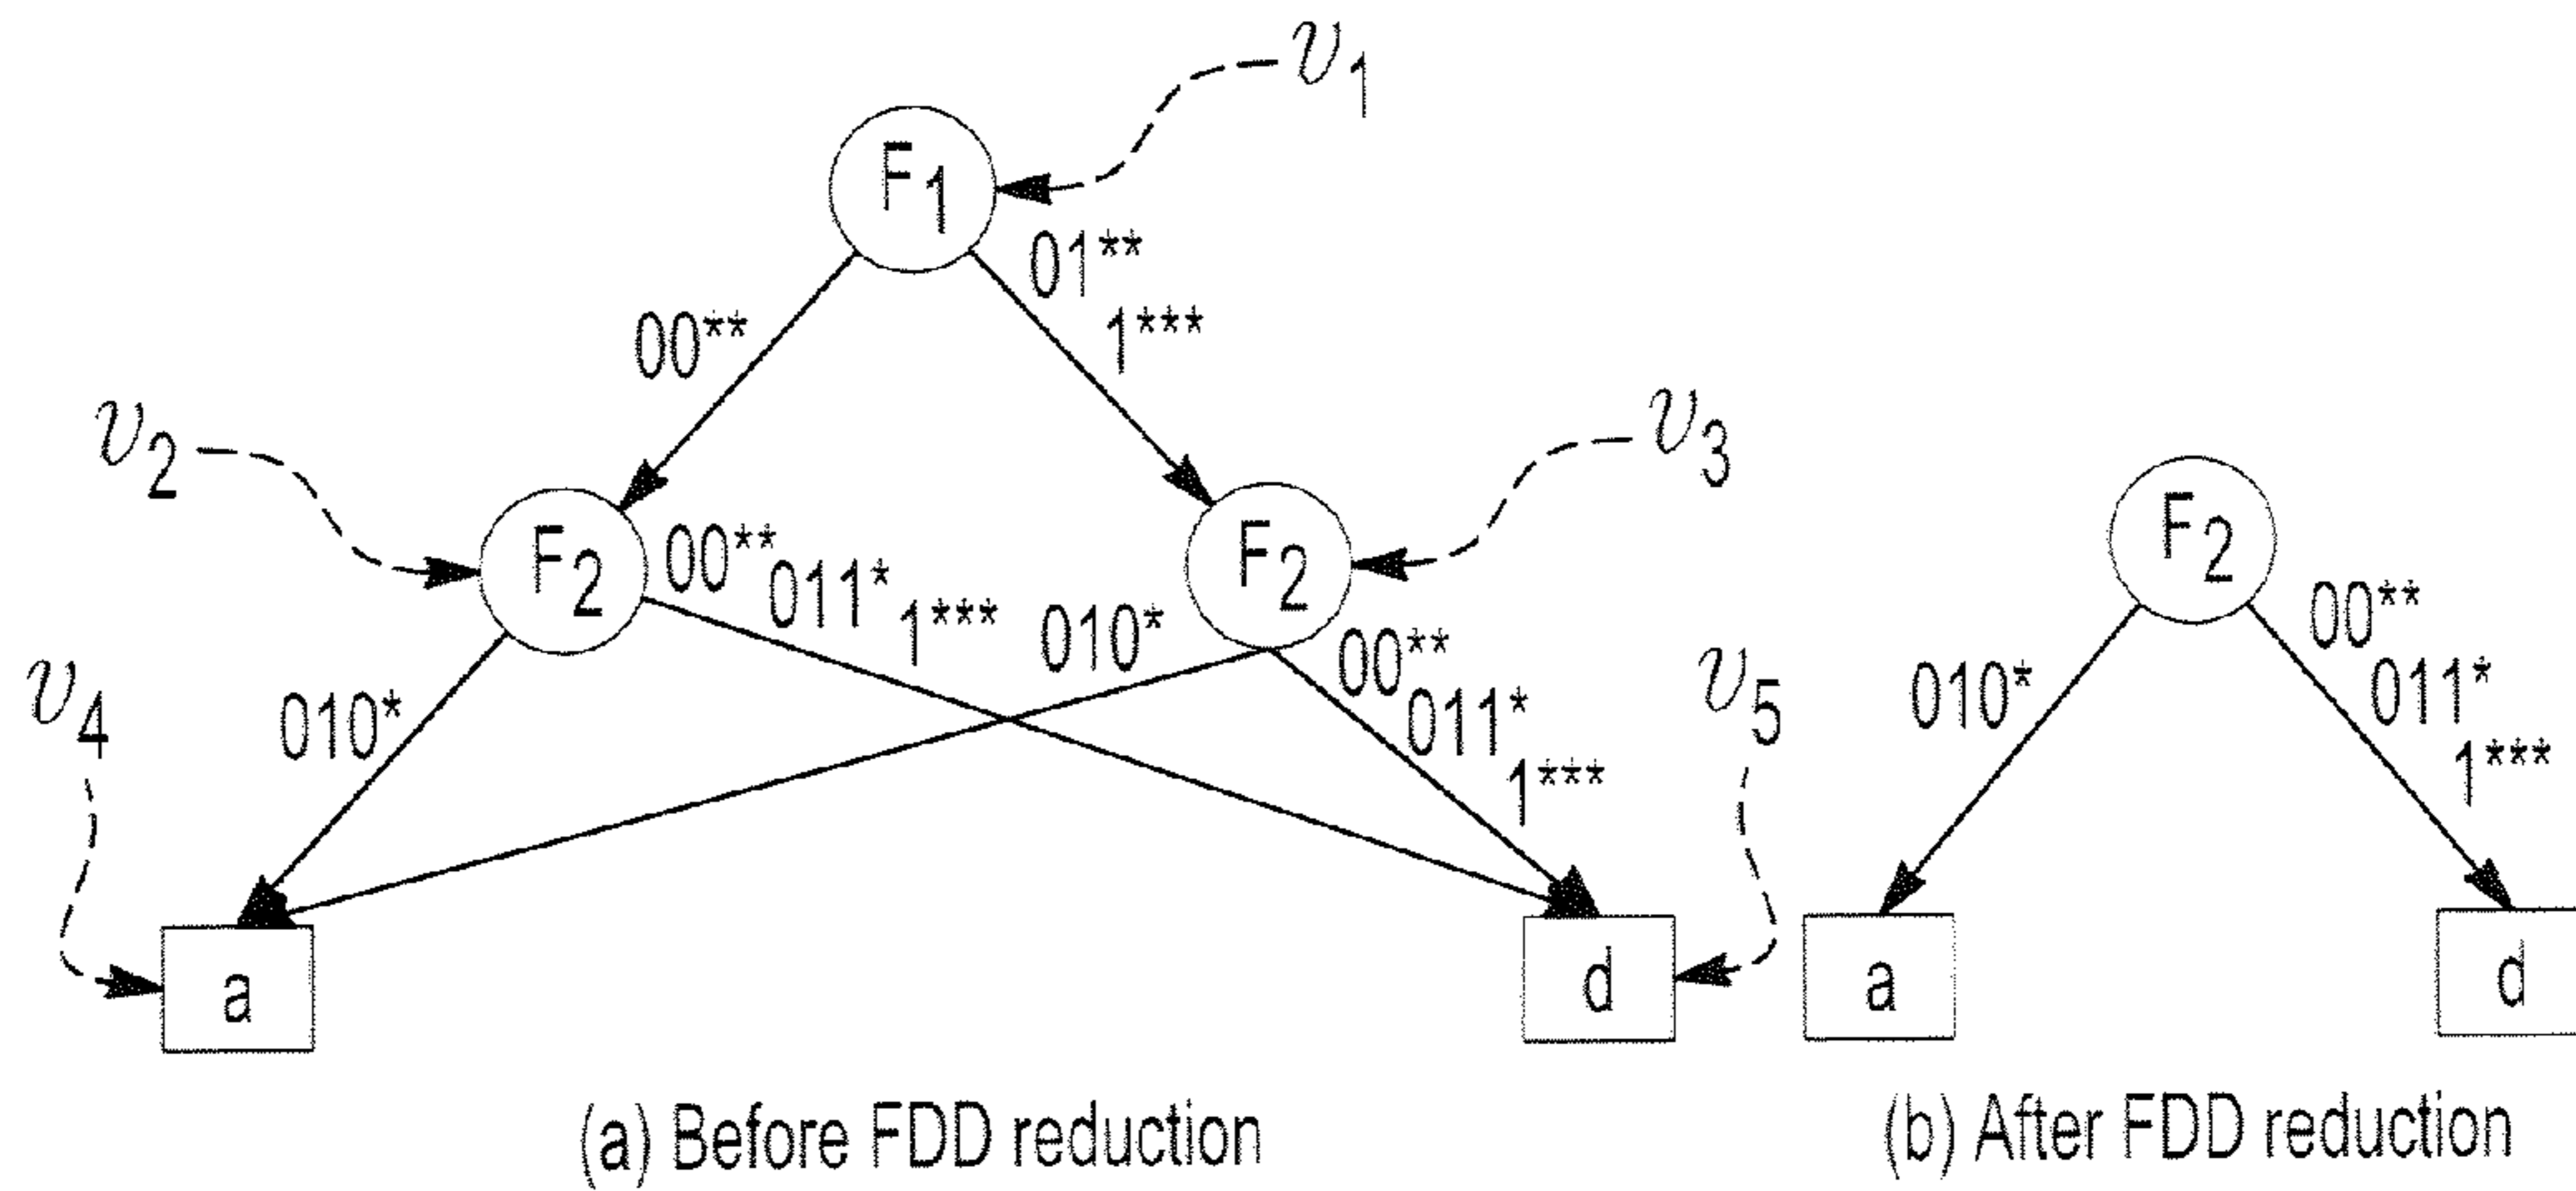 v1
F1
01**
00**
1***
v2
v3
F2
00**
011*
1***
010*
F2
00**
011*
1***
v4
010*
v5
a
d
(a) Before FDD reduction
F2
00**
010*
011*
1***
a
d
(b) After FDD reduction